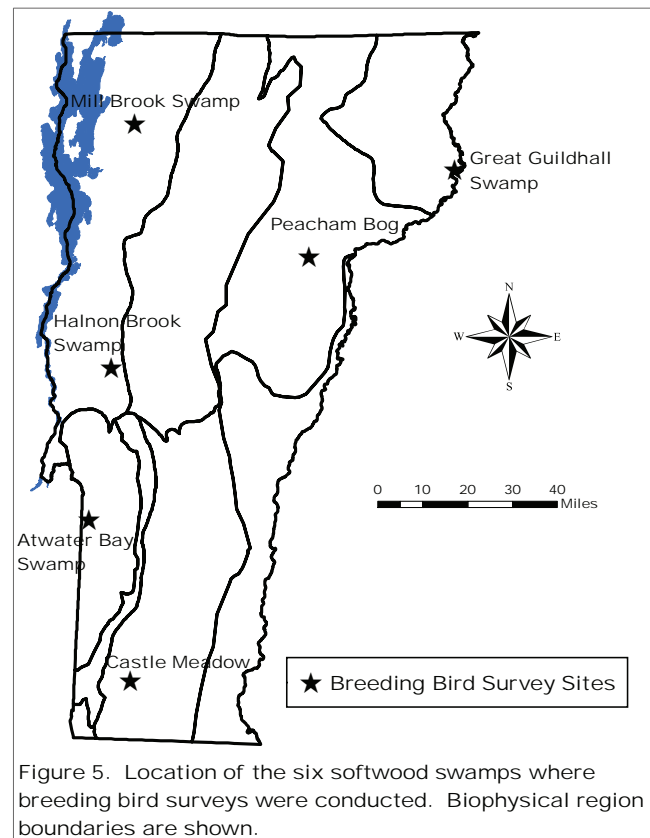 Mill Brook Swamp
Great Guildhall
Swamp
Peacham Bog
N
W
E
S
Halnon Brook
Swamp
0 10 20 30 40
Miles
Atwater Bay
Swamp
Castle Meadow
Breeding Bird Survey Sites
Figure 5. Location of the six softwood swamps where
breeding bird surveys were conducted. Biophysical region
boundaries are shown.